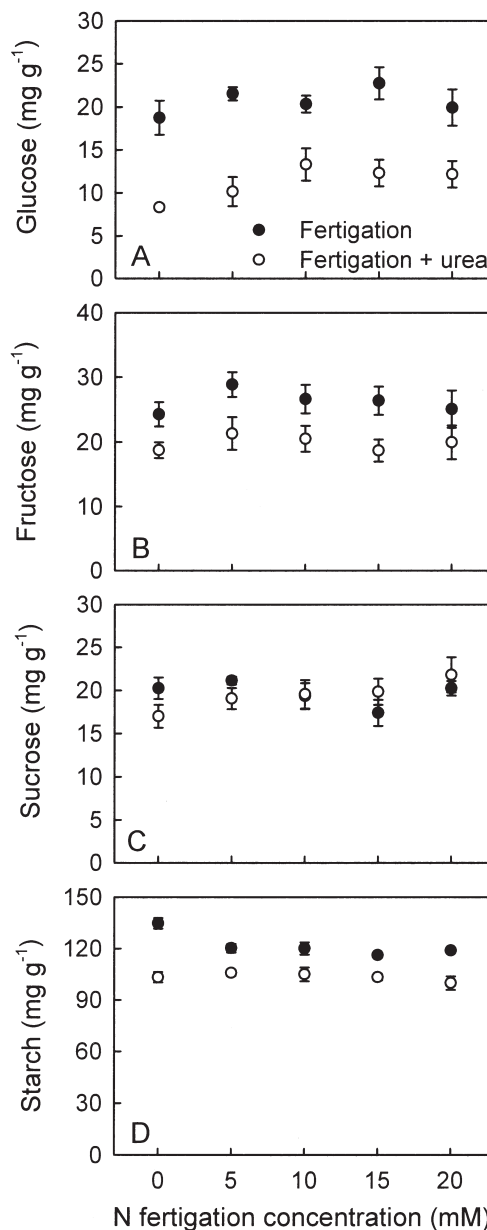 30
25
20
15
10
5
0
Glucose (mg g⁻¹)
A
Fertigation
Fertigation + urea
40
30
20
10
0
Fructose (mg g⁻¹)
B
30
25
20
15
10
5
0
Sucrose (mg g⁻¹)
C
150
120
90
60
30
0
Starch (mg g⁻¹)
D
0 5 10 15 20
N fertigation concentration (mM)